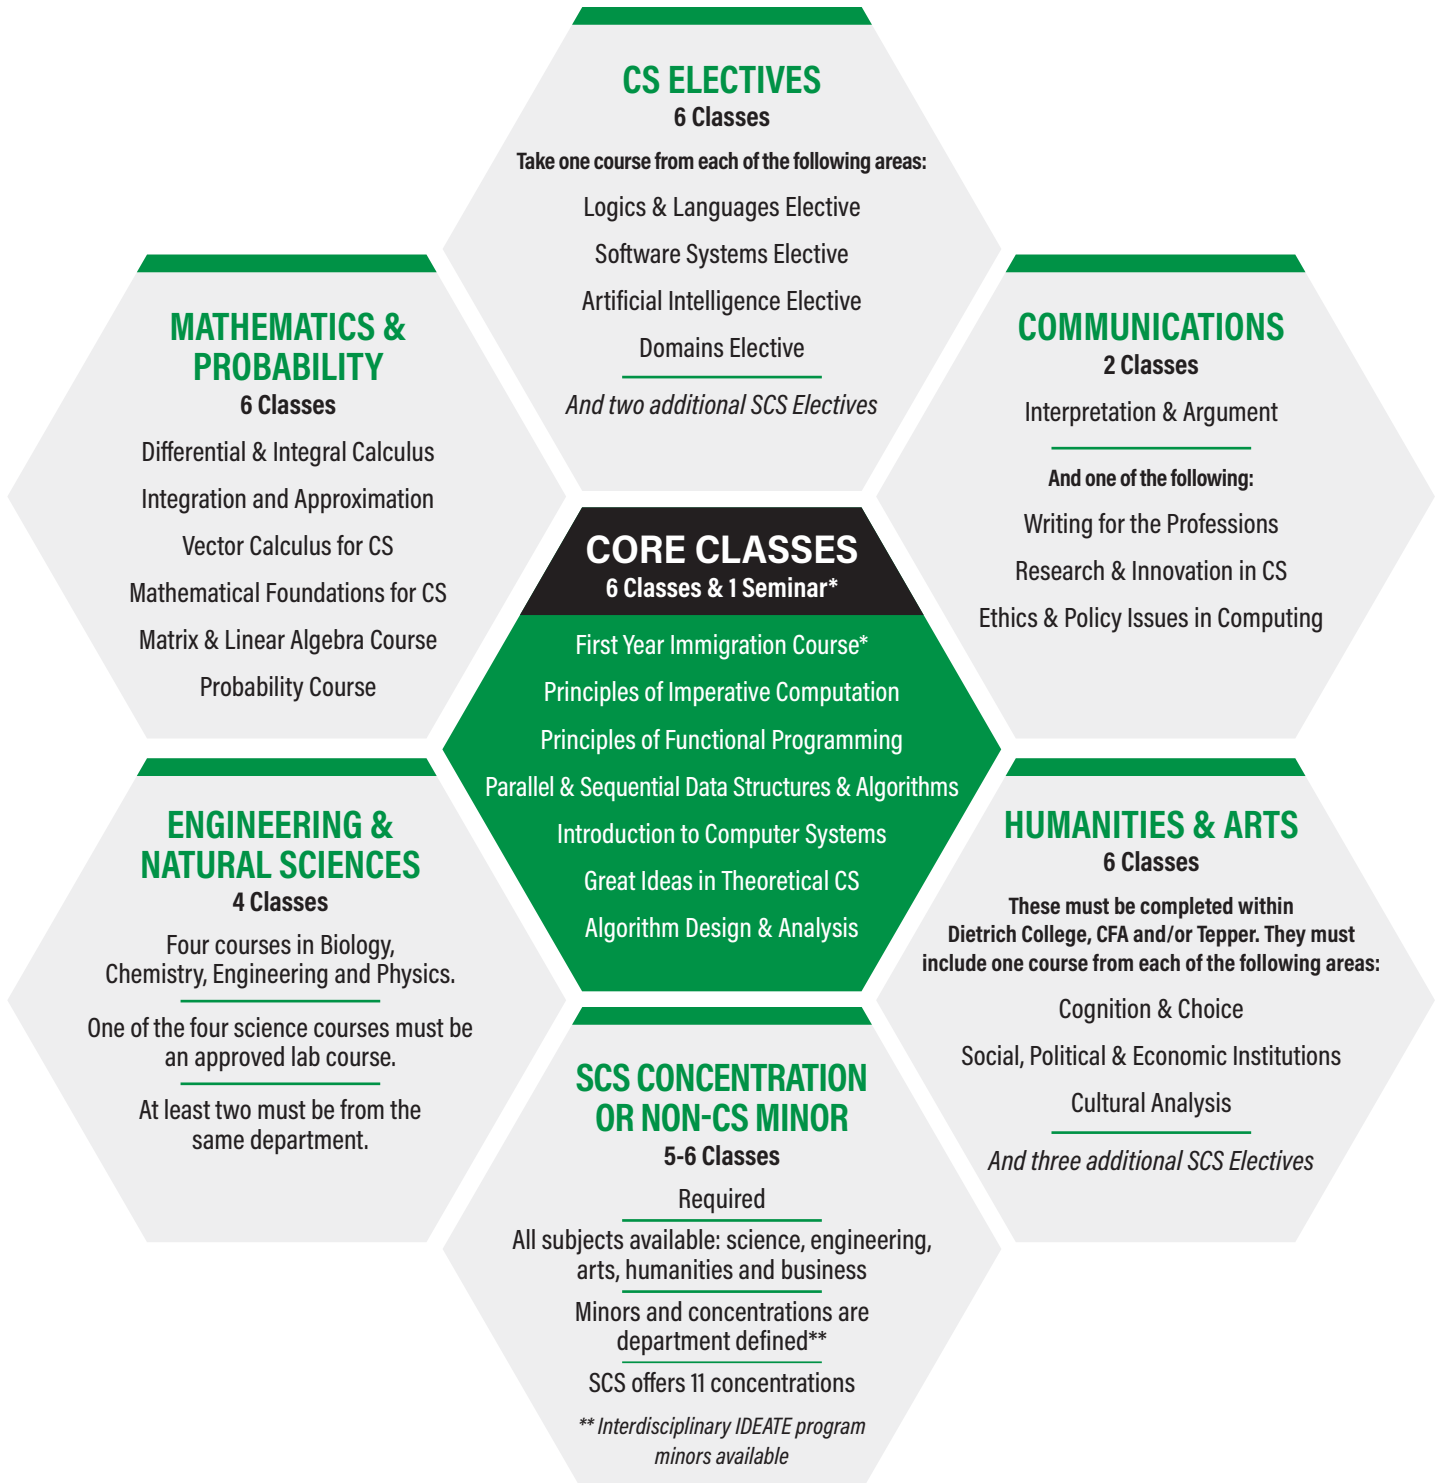 CS ELECTIVES
6 Classes
Take one course from each of the following areas:
Logics & Languages Elective
Software Systems Elective
Artificial Intelligence Elective
Domains Elective
And two additional SCS Electives
MATHEMATICS &
PROBABILITY
6 Classes
Differential & Integral Calculus
Integration and Approximation
Vector Calculus for CS
Mathematical Foundations for CS
Matrix & Linear Algebra Course
Probability Course
COMMUNICATIONS
2 Classes
Interpretation & Argument
And one of the following:
Writing for the Professions
Research & Innovation in CS
Ethics & Policy Issues in Computing
CORE CLASSES
6 Classes & 1 Seminar*
First Year Immigration Course*
Principles of Imperative Computation
Principles of Functional Programming
Parallel & Sequential Data Structures & Algorithms
Introduction to Computer Systems
Great Ideas in Theoretical CS
Algorithm Design & Analysis
ENGINEERING &
NATURAL SCIENCES
4 Classes
Four courses in Biology,
Chemistry, Engineering and Physics.
One of the four science courses must be
an approved lab course.
At least two must be from the
same department.
HUMANITIES & ARTS
6 Classes
These must be completed within
Dietrich College, CFA and/or Tepper. They must
include one course from each of the following areas:
Cognition & Choice
Social, Political & Economic Institutions
Cultural Analysis
And three additional SCS Electives
SCS CONCENTRATION
OR NON-CS MINOR
5-6 Classes
Required
All subjects available: science, engineering,
arts, humanities and business
Minors and concentrations are
department defined**
SCS offers 11 concentrations
** Interdisciplinary IDEATE program
minors available